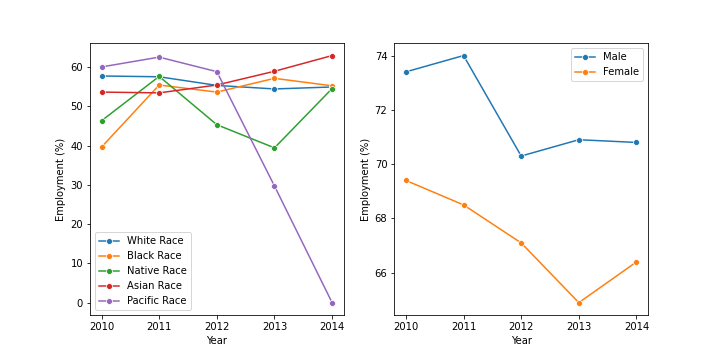 60
50
40
30
20
10
0
Employment (%)
2010 2011 2012 2013 2014
Year
White Race
Black Race
Native Race
Asian Race
Pacific Race
74
72
70
68
66
Employment (%)
2010 2011 2012 2013 2014
Year
Male
Female